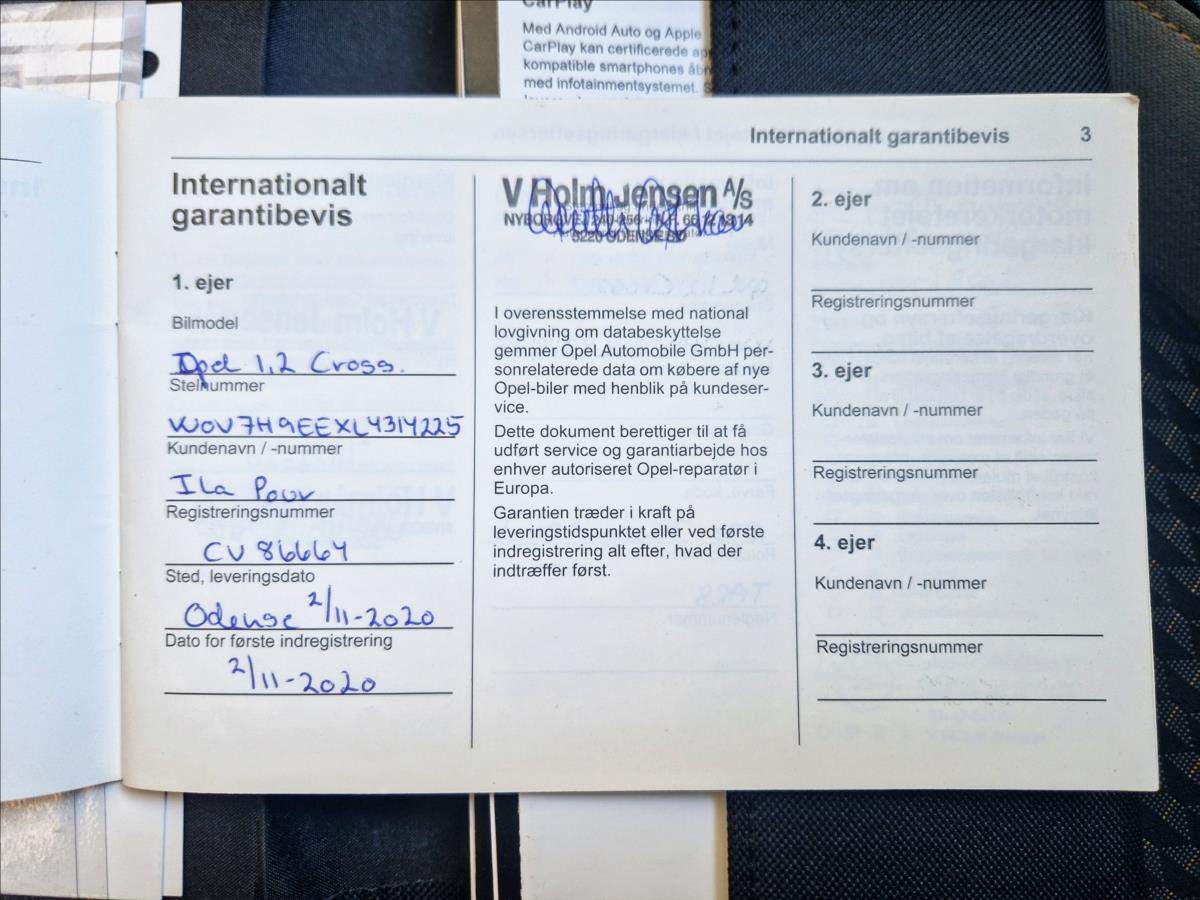 CarPlay
Med Android Auto og Apple
CarPlay kan certificerede
kompatible smartphones
med infotainmentsystemet.
Internationalt garantibevis 3
Internationalt
garantibevis
1. ejer
Bilmodel
Opel 1,2 Cross.
Stelnummer
W0V7H9EEXL4314225
Kundenavn / -nummer
Ila Pour
Registreringsnummer
CV 86664
Sted, leveringsdato
Odense 2/11-2020
Dato for første indregistrering
2/11-2020
V Holm Jensen A/S
5220 ODENSE SØ
I overensstemmelse med national
lovgivning om databeskyttelse
gemmer Opel Automobile GmbH per-
sonrelaterede data om købere af nye
Opel-biler med henblik på kundeser-
vice.
Dette dokument berettiger til at få
udført service og garantiarbejde hos
enhver autoriseret Opel-reparatør i
Europa.
Garantien træder i kraft på
leveringstidspunktet eller ved første
indregistrering alt efter, hvad der
indtræffer først.
2. ejer
Kundenavn / -nummer
Registreringsnummer
3. ejer
Kundenavn / -nummer
Registreringsnummer
4. ejer
Kundenavn / -nummer
Registreringsnummer